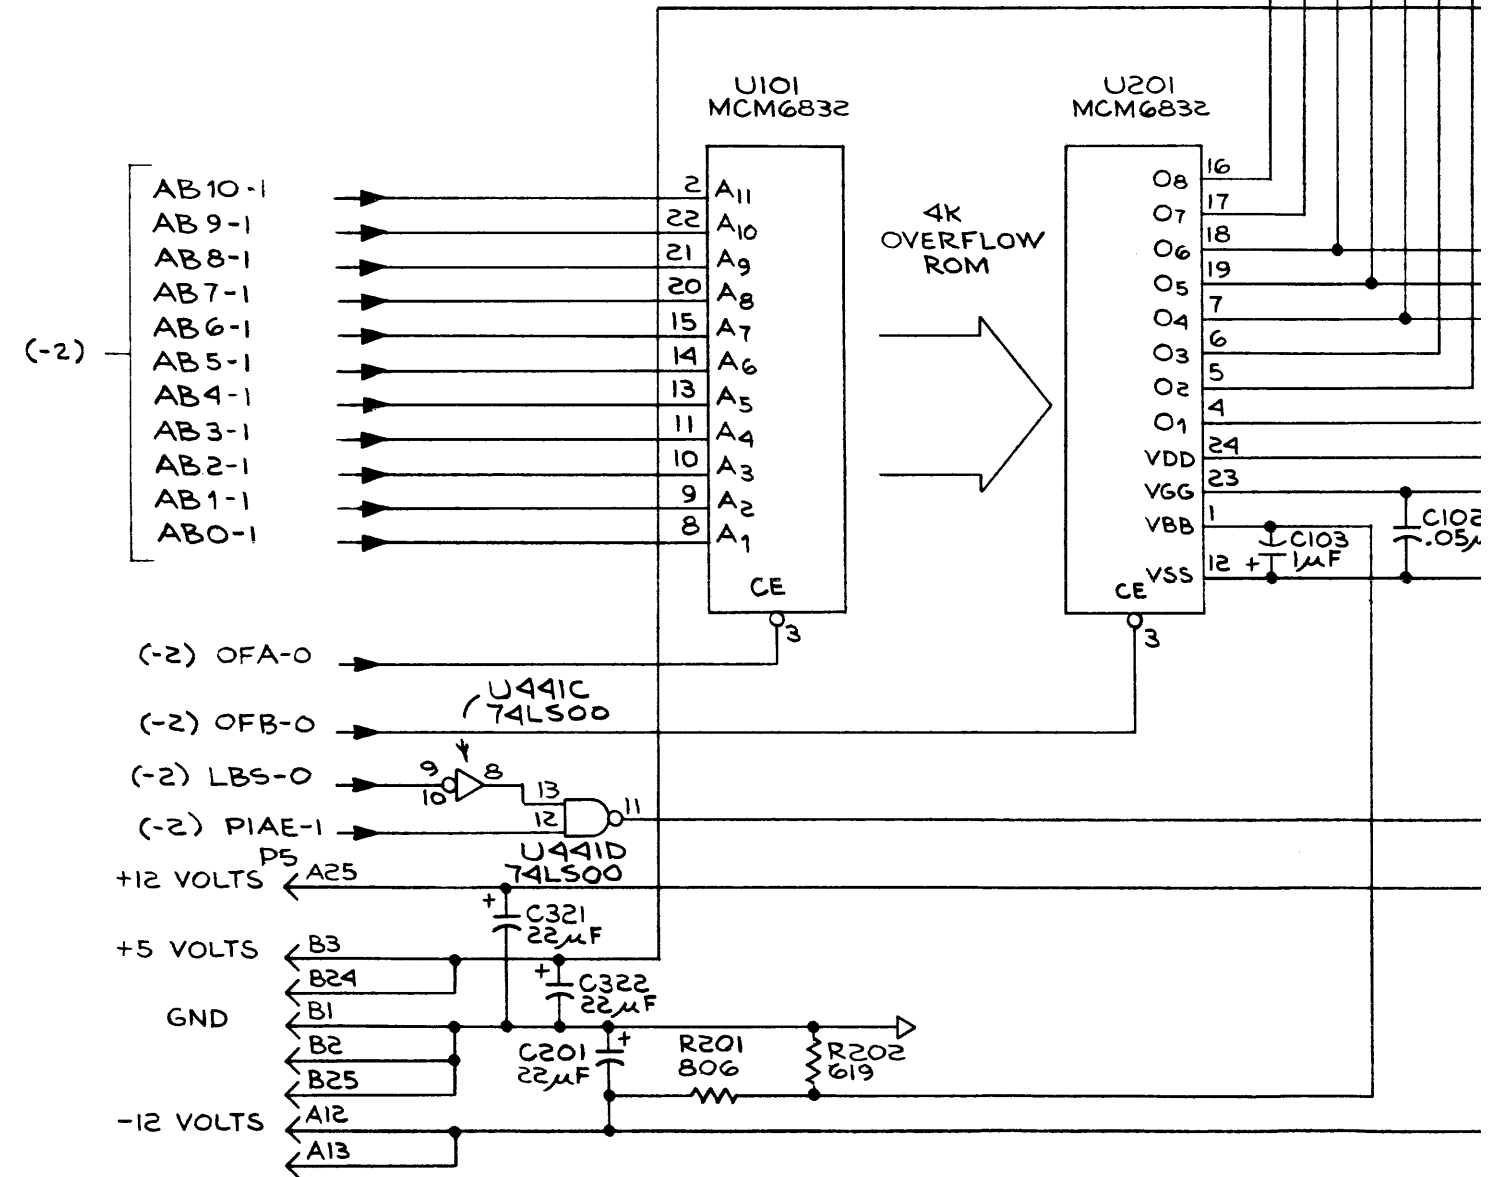 U101
MCM6832
U201
MCM6832
AB10-1
AB9-1
AB8-1
AB7-1
AB6-1
AB5-1
AB4-1
AB3-1
AB2-1
AB1-1
AB0-1
(-2)
2 A11
22 A10
21 A9
20 A8
15 A7
14 A6
13 A5
11 A4
10 A3
9 A2
8 A1
CE
3
4K
OVERFLOW
ROM
O8 16
O7 17
O6 18
O5 19
O4 7
O3 6
O2 5
O1 4
VDD 24
VGG 23
VBB 1
VSS 12
CE
3
+ C103
1µF
C102
.05µ
(-2) OFA-0
U441C
74LS00
(-2) OFB-0
(-2) LBS-0
9
10
8
13
12
11
(-2) PIAE-1
U441D
74LS00
P5
+12 VOLTS A25
+ C321
22µF
+5 VOLTS B3
B24
+ C322
22µF
GND B1
B2
B25
C201 +
22µF
R201
806
R202
619
-12 VOLTS A12
A13